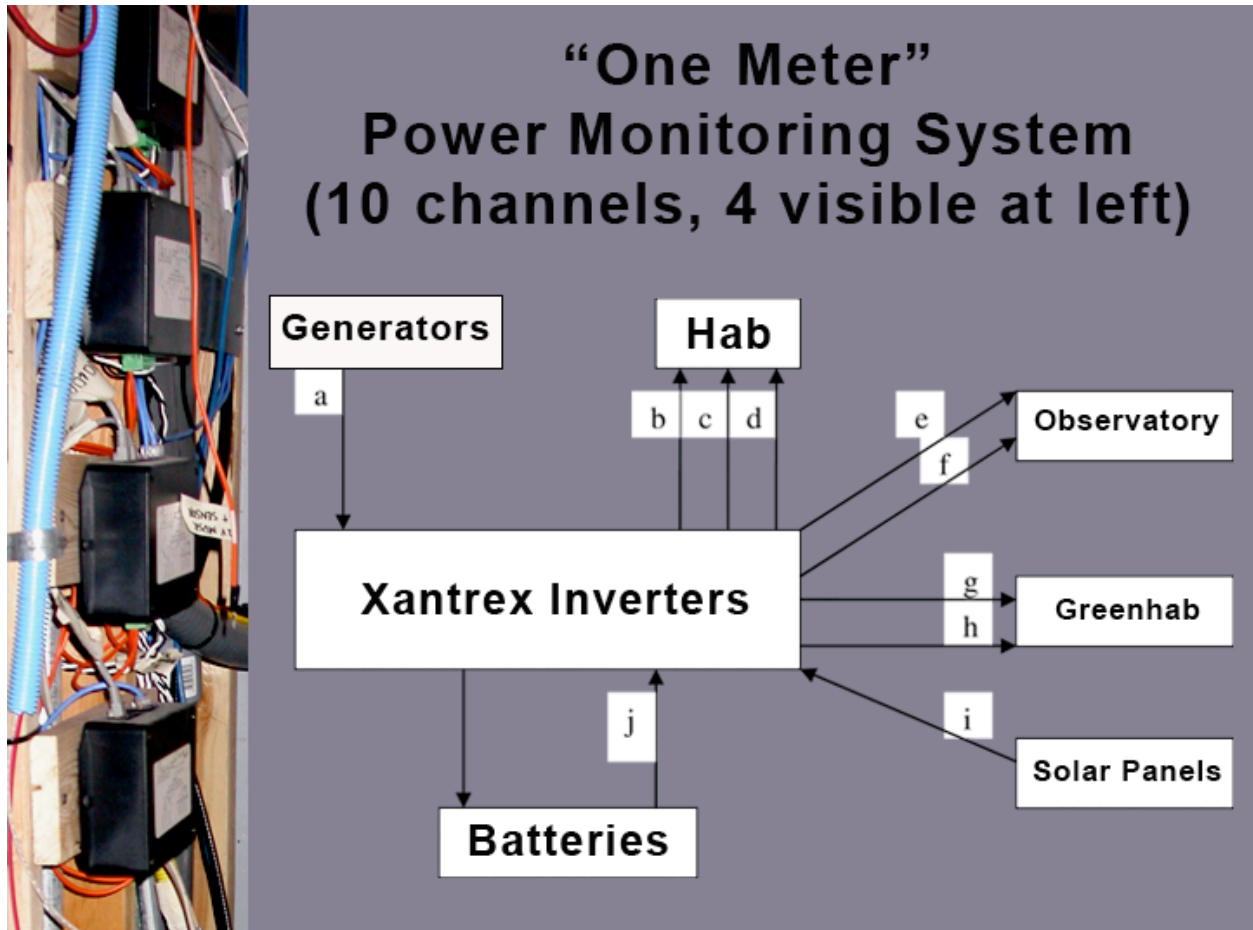 “One Meter”
Power Monitoring System
(10 channels, 4 visible at left)
Generators
Hab
a
b
c
d
e
f
Observatory
Xantrex Inverters
g
h
Greenhab
i
j
Solar Panels
Batteries